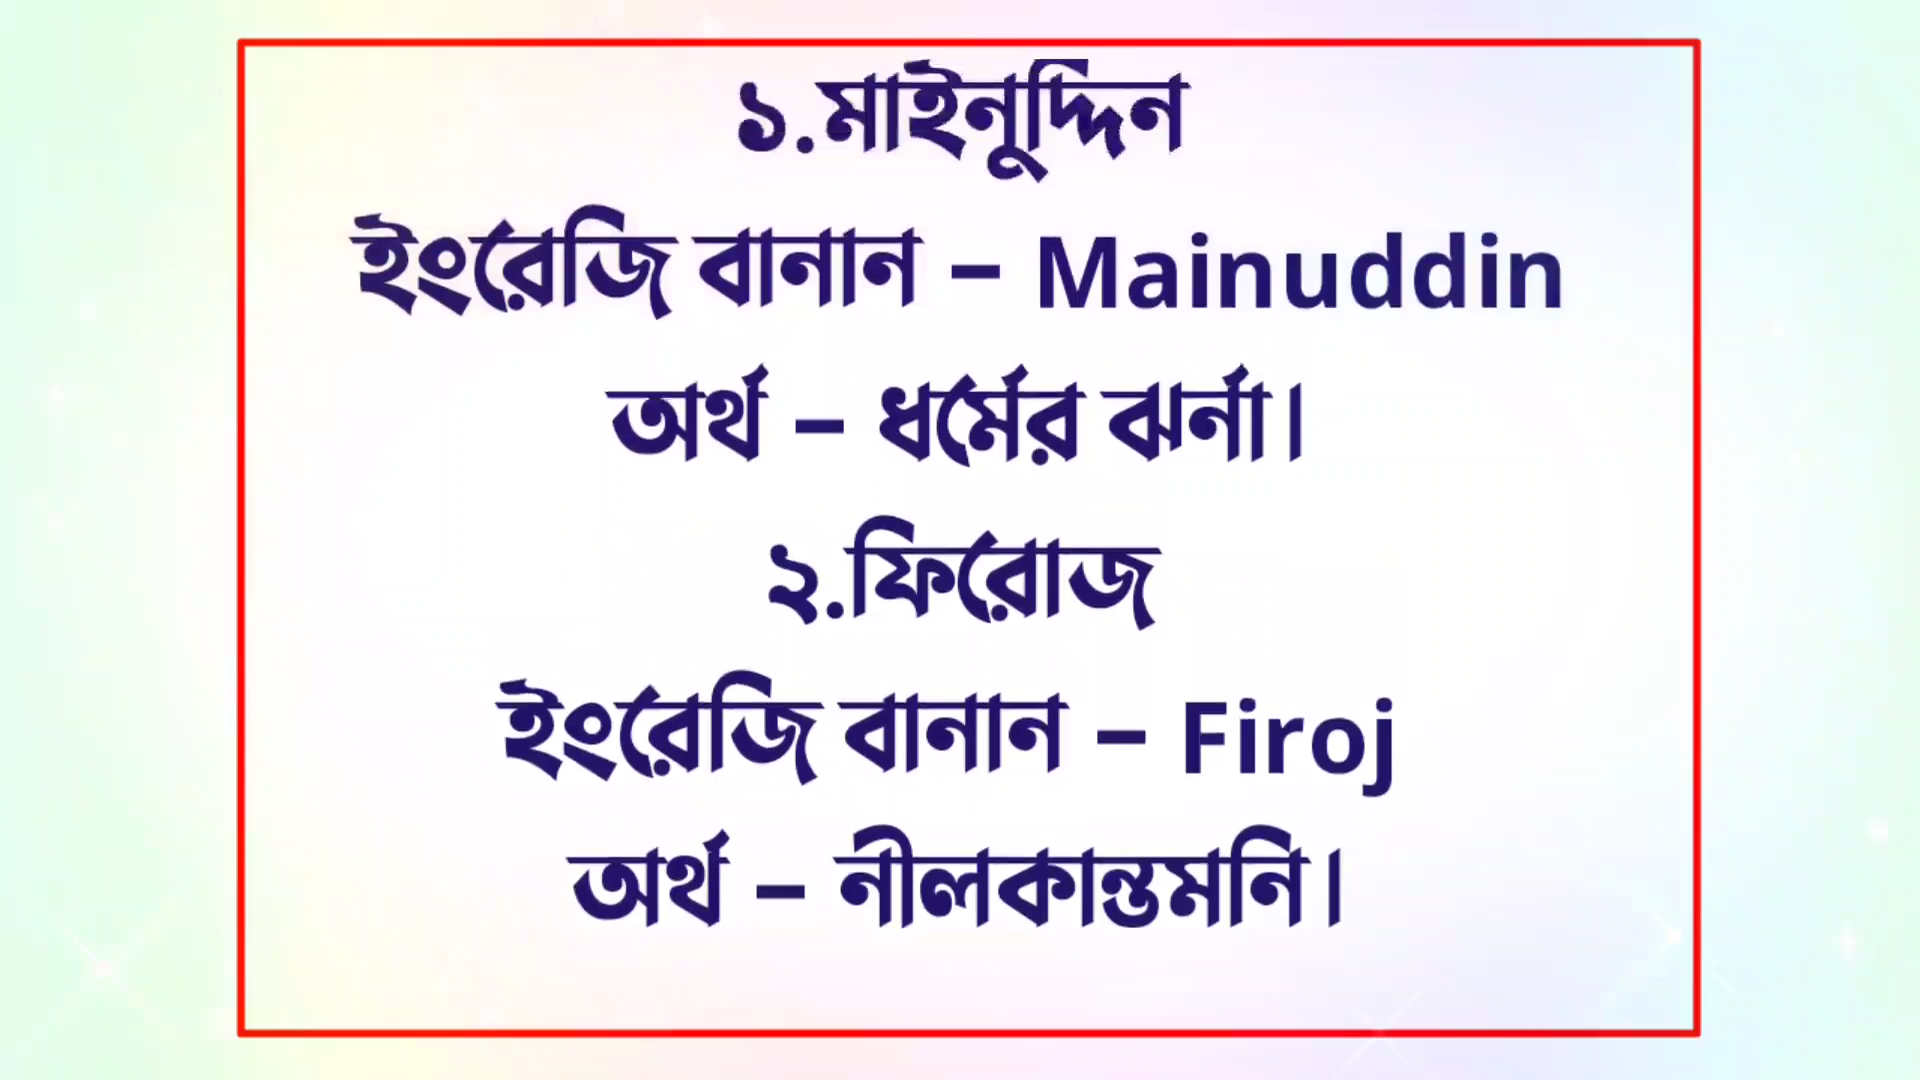 ১.মাইনুদ্দিন
ইংরেজি বানান – Mainuddin
অর্থ – ধর্মের ঝর্না।
২.ফিরোজ
ইংরেজি বানান – Firoj
অর্থ – নীলকান্তমনি।